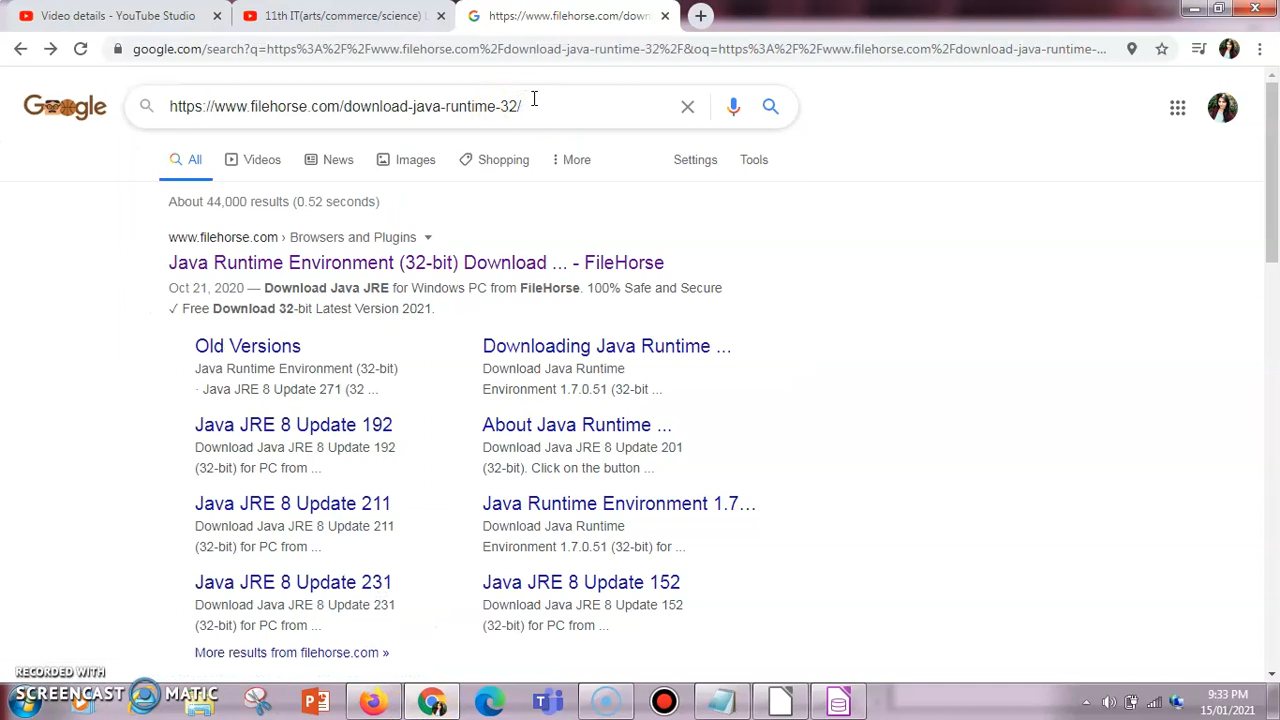 Video details - YouTube Studio
11th IT(arts/commerce/science) L
https://www.filehorse.com/down
google.com/search?q=https%3A%2F%2Fwww.filehorse.com%2Fdownload-java-runtime-32%2F&oq=https%3A%2F%2Fwww.filehorse.com%2Fdownload-java-runtime-...
Google
https://www.filehorse.com/download-java-runtime-32/
All Videos News Images Shopping More Settings Tools
About 44,000 results (0.52 seconds)
www.filehorse.com › Browsers and Plugins
Java Runtime Environment (32-bit) Download ... - FileHorse
Oct 21, 2020 — Download Java JRE for Windows PC from FileHorse. 100% Safe and Secure
✓ Free Download 32-bit Latest Version 2021.
Old Versions
Java Runtime Environment (32-bit)
· Java JRE 8 Update 271 (32 ...
Downloading Java Runtime ...
Download Java Runtime
Environment 1.7.0.51 (32-bit ...
Java JRE 8 Update 192
Download Java JRE 8 Update 192
(32-bit) for PC from ...
About Java Runtime ...
Download Java JRE 8 Update 201
(32-bit). Click on the button ...
Java JRE 8 Update 211
Download Java JRE 8 Update 211
(32-bit) for PC from ...
Java Runtime Environment 1.7...
Download Java Runtime
Environment 1.7.0.51 (32-bit) for ...
Java JRE 8 Update 231
Download Java JRE 8 Update 231
(32-bit) for PC from ...
Java JRE 8 Update 152
Download Java JRE 8 Update 152
(32-bit) for PC from ...
More results from filehorse.com »
RECORDED WITH
SCREENCAST MATIC
9:33 PM
15/01/2021